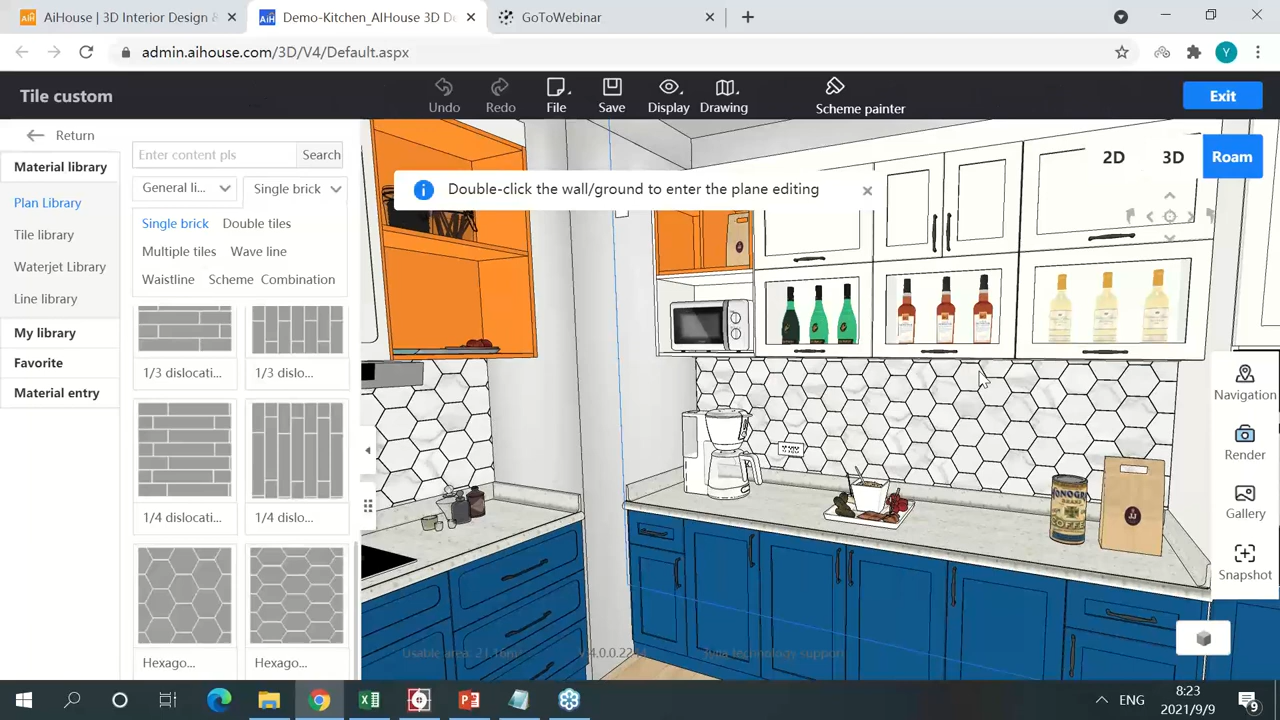 AiHouse | 3D Interior Design &
Demo-Kitchen_AIHouse 3D De
GoToWebinar
admin.aihouse.com/3D/V4/Default.aspx
Y
Tile custom
Undo
Redo
File
Save
Display
Drawing
Scheme painter
Exit
Return
Material library
Plan Library
Tile library
Waterjet Library
Line library
My library
Favorite
Material entry
Enter content pls
Search
General li...
Single brick
Single brick
Double tiles
Multiple tiles
Wave line
Waistline
Scheme
Combination
1/3 dislocati...
1/3 dislo...
1/4 dislocati...
1/4 dislo...
Hexago...
Hexago...
Double-click the wall/ground to enter the plane editing
2D
3D
Roam
Navigation
Render
Gallery
Snapshot
JJ
ENG
8:23
2021/9/9
9